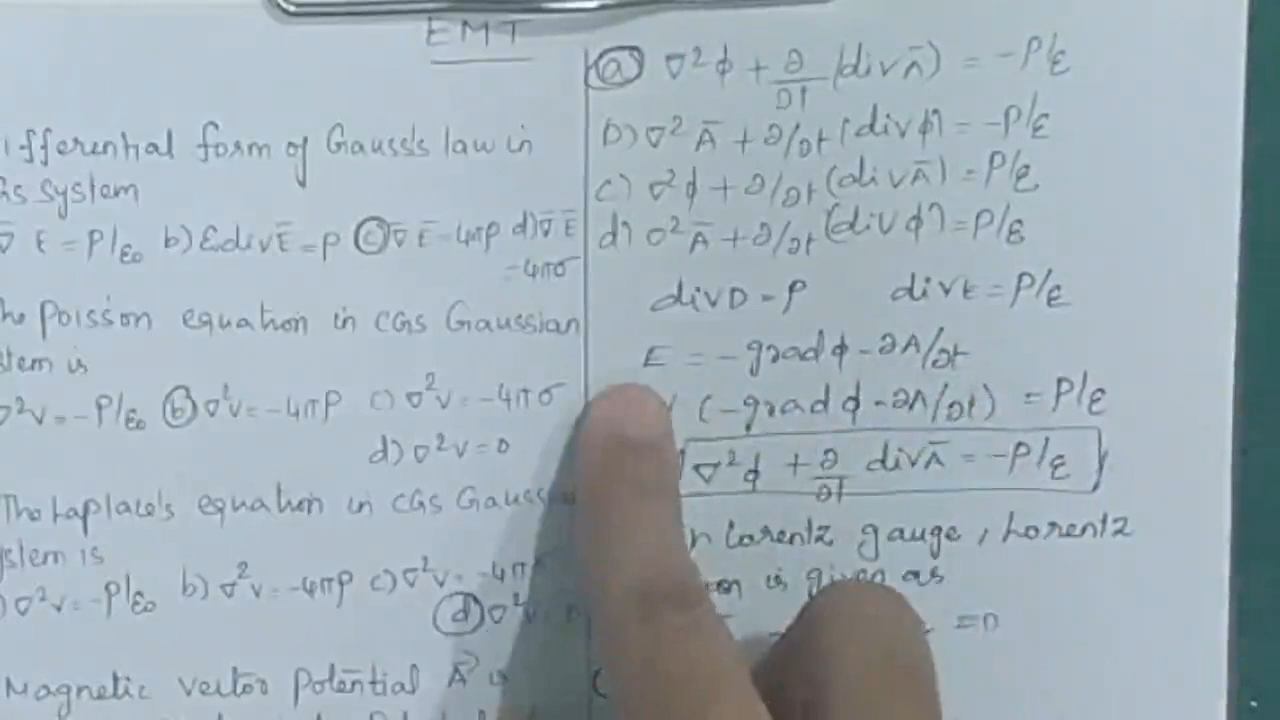 EMT
ifferential form of Gauss's law in
Gs system
∇ E = ρ/ε0 b) ε div E̅ = ρ ⓒ ∇̅ E̅ - 4πρ d) ∇̅ E̅
- 4πσ
he Poisson equation in CGS Gaussian
stem is
∇²v = -ρ/ε0 ⓑ ∇²v = -4πρ c) ∇²v = -4πσ
d) ∇²v = 0
The Laplace's equation in CGS Gauss
ystem is
) ∇²v = -ρ/ε0 b) ∇²v = -4πρ c) ∇²v = -4π
ⓓ ∇²v
Magnetic vector potential A⃗
ⓐ ∇²ϕ + ∂/∂t (div A̅) = -ρ/ε
b) ∇² A̅ + ∂/∂t (div ϕ) = -ρ/ε
c) ∇²ϕ + ∂/∂t (div A̅) = ρ/ε
d) ∇² A̅ + ∂/∂t (div ϕ) = ρ/ε
div D = ρ div E = ρ/ε
E = -grad ϕ - ∂A/∂t
(-grad ϕ - ∂A/∂t) = ρ/ε
∇²ϕ + ∂/∂t div A̅ = -ρ/ε
n Lorentz gauge, Lorentz
is given as
= 0